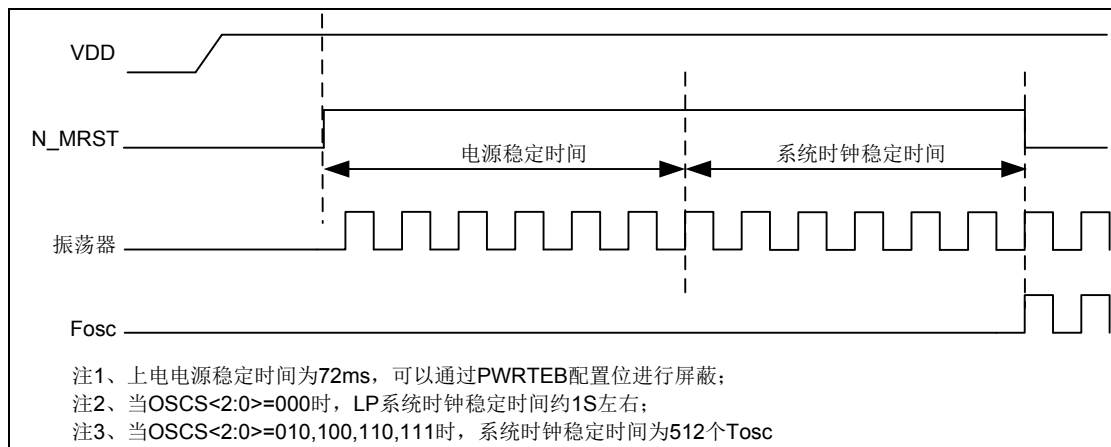 VDD
N_MRST
电源稳定时间 系统时钟稳定时间
振荡器
Fosc
注1、上电电源稳定时间为72ms，可以通过PWRTEB配置位进行屏蔽；
注2、当OSCS<2:0>=000时，LP系统时钟稳定时间约1S左右；
注3、当OSCS<2:0>=010,100,110,111时，系统时钟稳定时间为512个Tosc